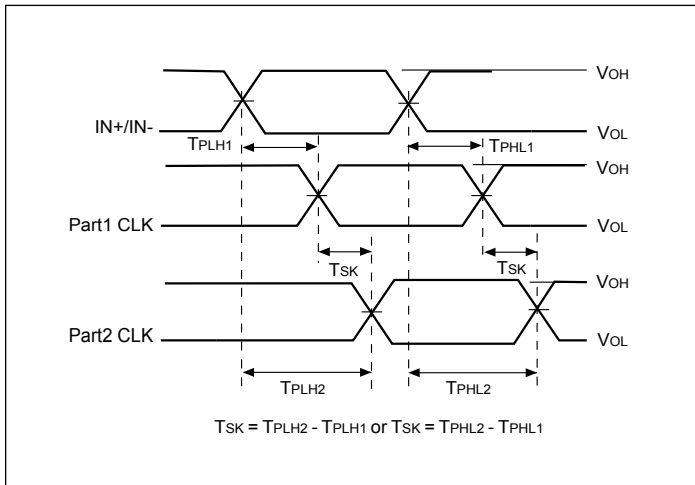 VOH
IN+/IN-
VOL
TPLH1
TPHL1
VOH
Part1 CLK
VOL
TSK
TSK
VOH
Part2 CLK
VOL
TPLH2
TPHL2
TSK = TPLH2 - TPLH1 or TSK = TPHL2 - TPHL1